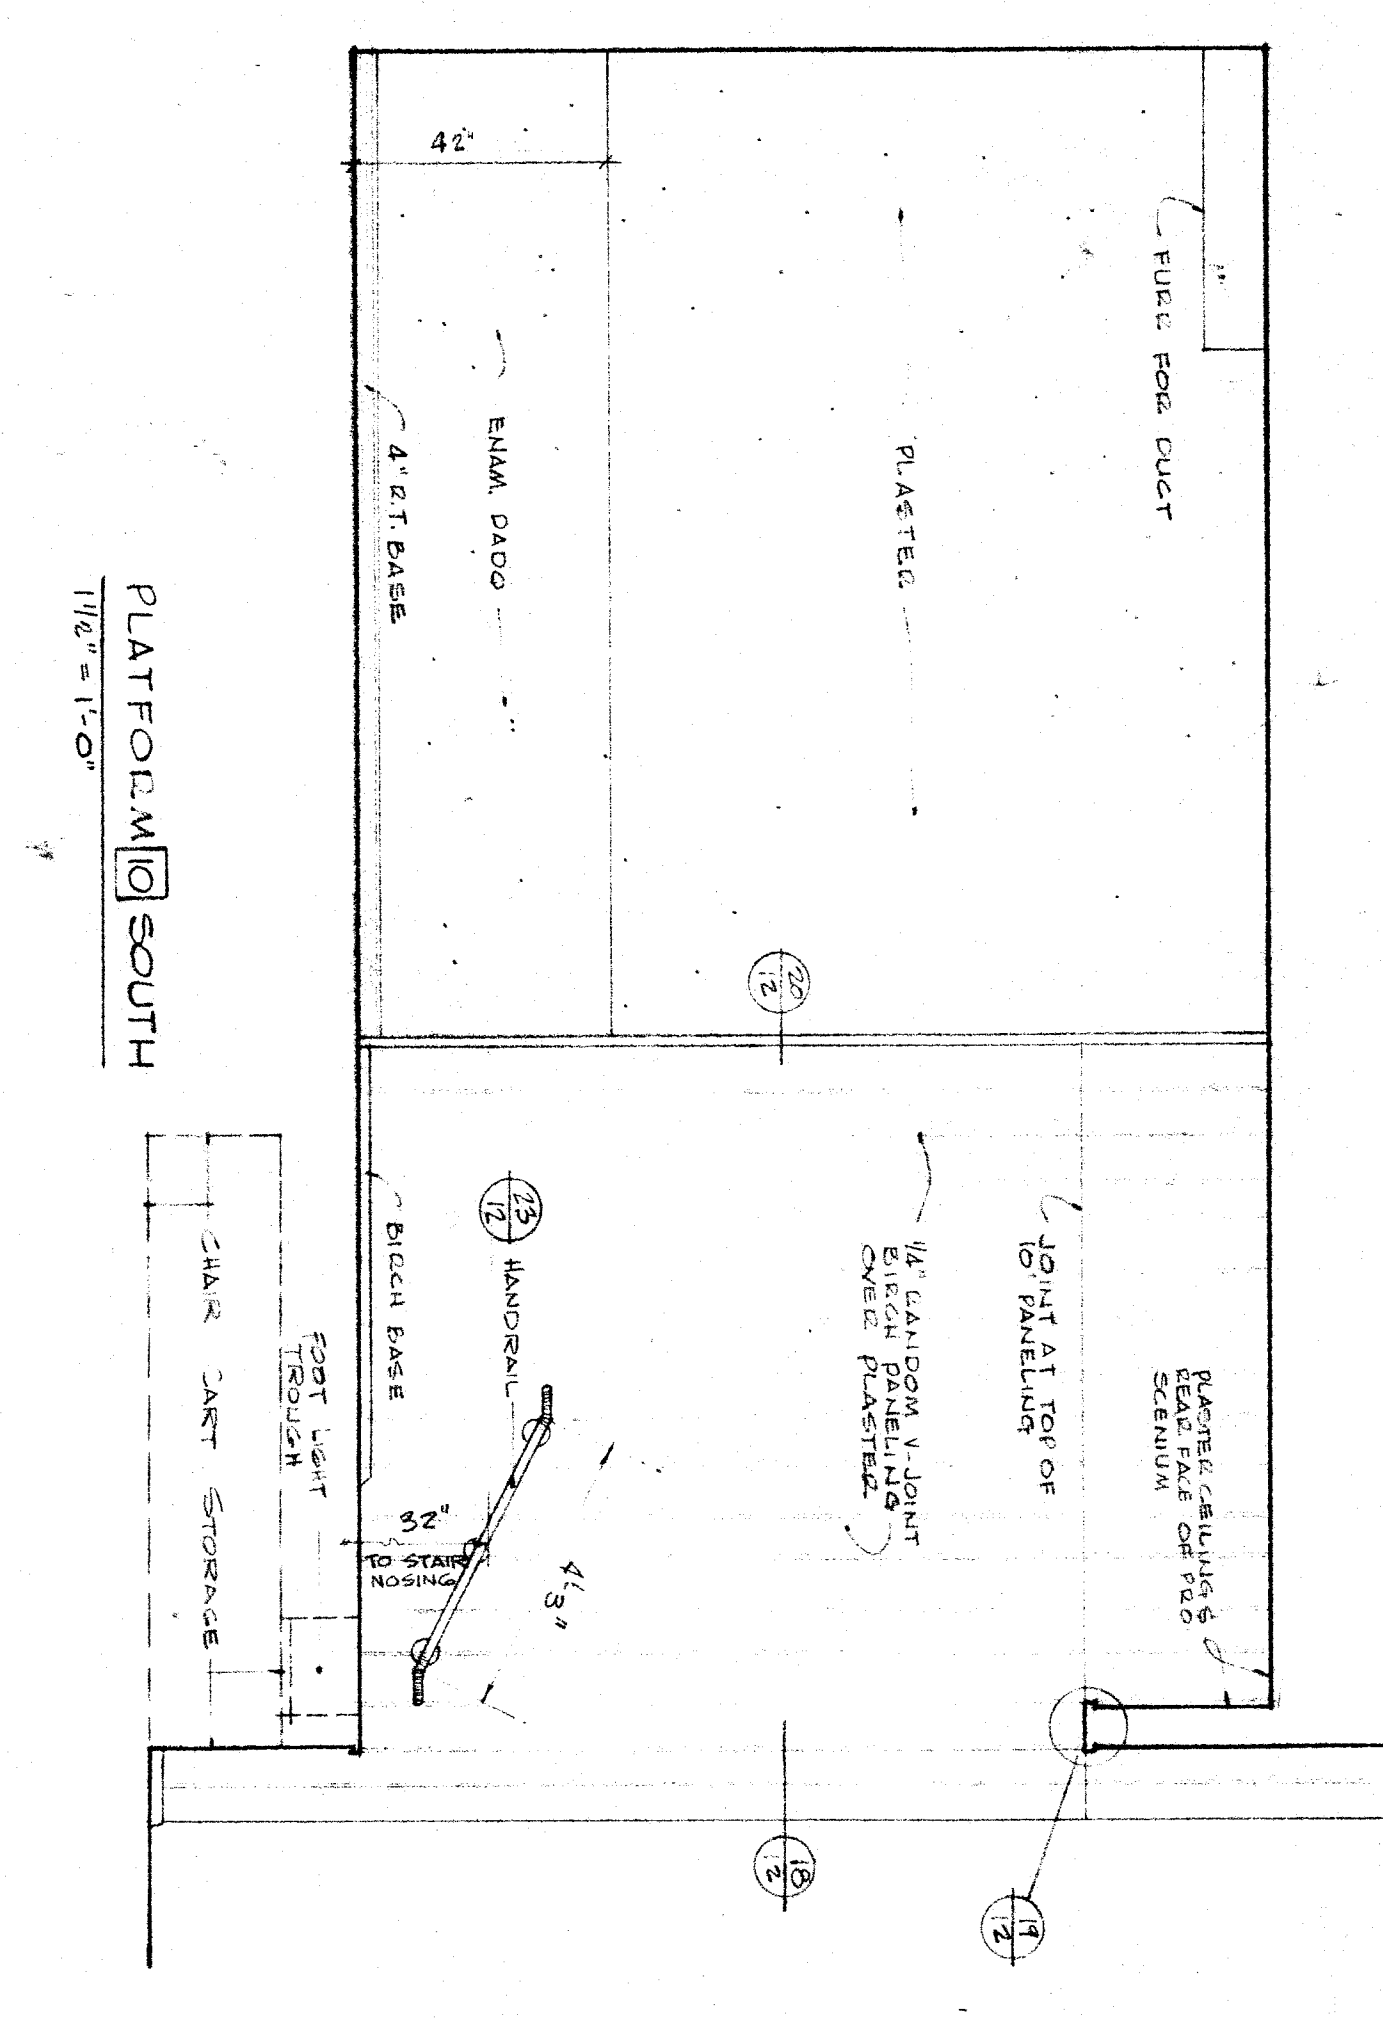 FURR FOR DUCT
PLASTER
42"
ENAM. DADO
4" R.T. BASE
20
12
PLASTER CEILING &
REAR FACE OF PRO
SCENIUM
JOINT AT TOP OF
10' PANELING
1/4" RANDOM V-JOINT
BIRCH PANELING
OVER PLASTER
23
12
HANDRAIL
4'-3"
32"
TO STAIR
NOSING
BIRCH BASE
FOOT LIGHT
TROUGH
CHAIR CART STORAGE
18
12
19
12
PLATFORM 10 SOUTH
1 1/2" = 1'-0"